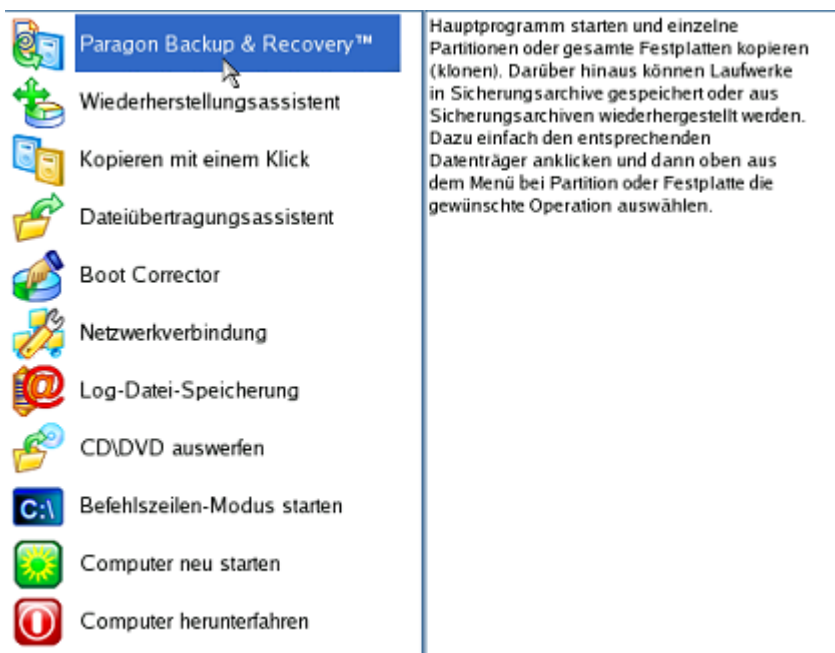 Paragon Backup & Recovery™
Wiederherstellungsassistent
Kopieren mit einem Klick
Dateiübertragungsassistent
Boot Corrector
Netzwerkverbindung
Log-Datei-Speicherung
CD\DVD auswerfen
C:\
Befehlszeilen-Modus starten
Computer neu starten
Computer herunterfahren
Hauptprogramm starten und einzelne
Partitionen oder gesamte Festplatten kopieren
(klonen). Darüber hinaus können Laufwerke
in Sicherungsarchive gespeichert oder aus
Sicherungsarchiven wiederhergestellt werden.
Dazu einfach den entsprechenden
Datenträger anklicken und dann oben aus
dem Menü bei Partition oder Festplatte die
gewünschte Operation auswählen.